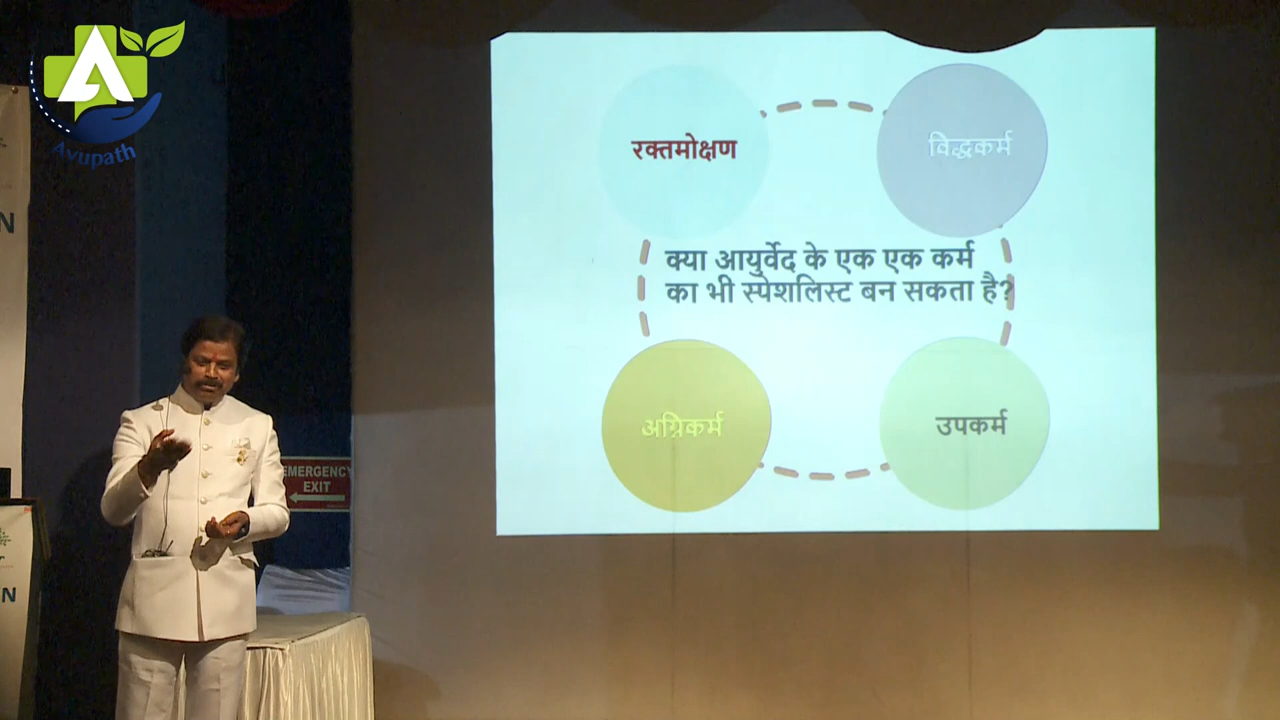 Ayupath
N
रक्तमोक्षण
विद्धकर्म
क्या आयुर्वेद के एक एक कर्म
का भी स्पेशलिस्ट बन सकता है?
अग्निकर्म
उपकर्म
EMERGENCY
EXIT
N